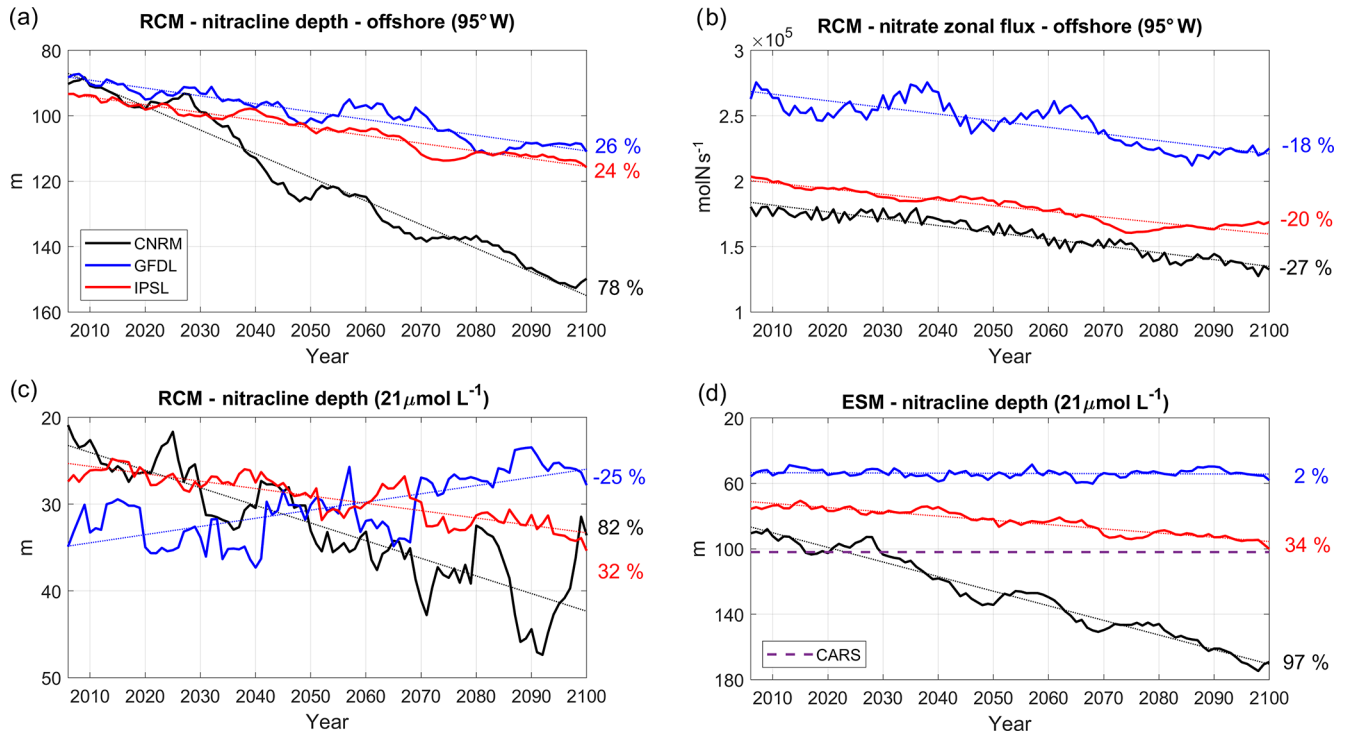 (a)
RCM - nitracline depth - offshore (95° W)
80
100
120
140
160
m
2010 2020 2030 2040 2050 2060 2070 2080 2090 2100
Year
CNRM
GFDL
IPSL
26 %
24 %
78 %
(b)
RCM - nitrate zonal flux - offshore (95° W)
×10⁵
3
2.5
2
1.5
1
molNs⁻¹
2010 2020 2030 2040 2050 2060 2070 2080 2090 2100
Year
-18 %
-20 %
-27 %
(c)
RCM - nitracline depth (21μmol L⁻¹)
20
30
40
50
m
2010 2020 2030 2040 2050 2060 2070 2080 2090 2100
Year
-25 %
82 %
32 %
(d)
ESM - nitracline depth (21μmol L⁻¹)
20
60
100
140
180
m
2010 2020 2030 2040 2050 2060 2070 2080 2090 2100
Year
CARS
2 %
34 %
97 %